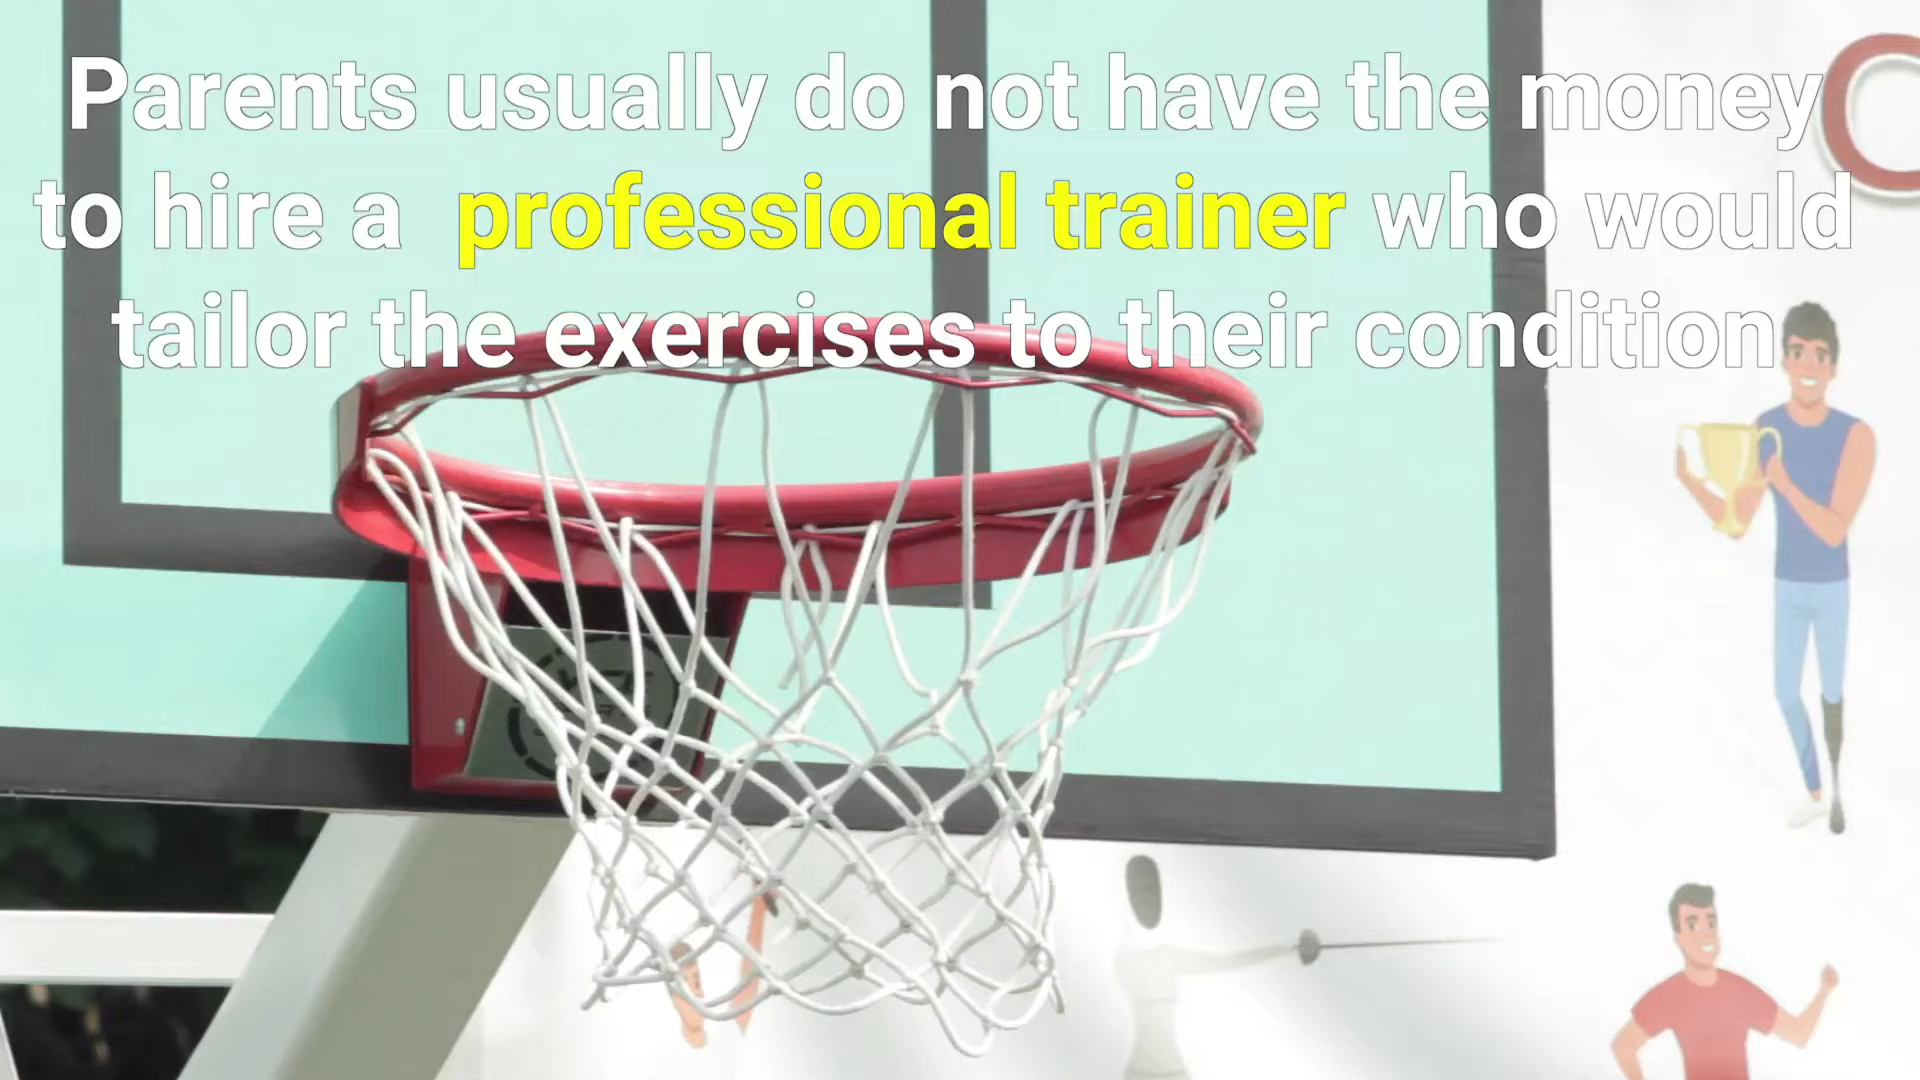 Parents usually do not have the money
to hire a professional trainer who would
tailor the exercises to their condition